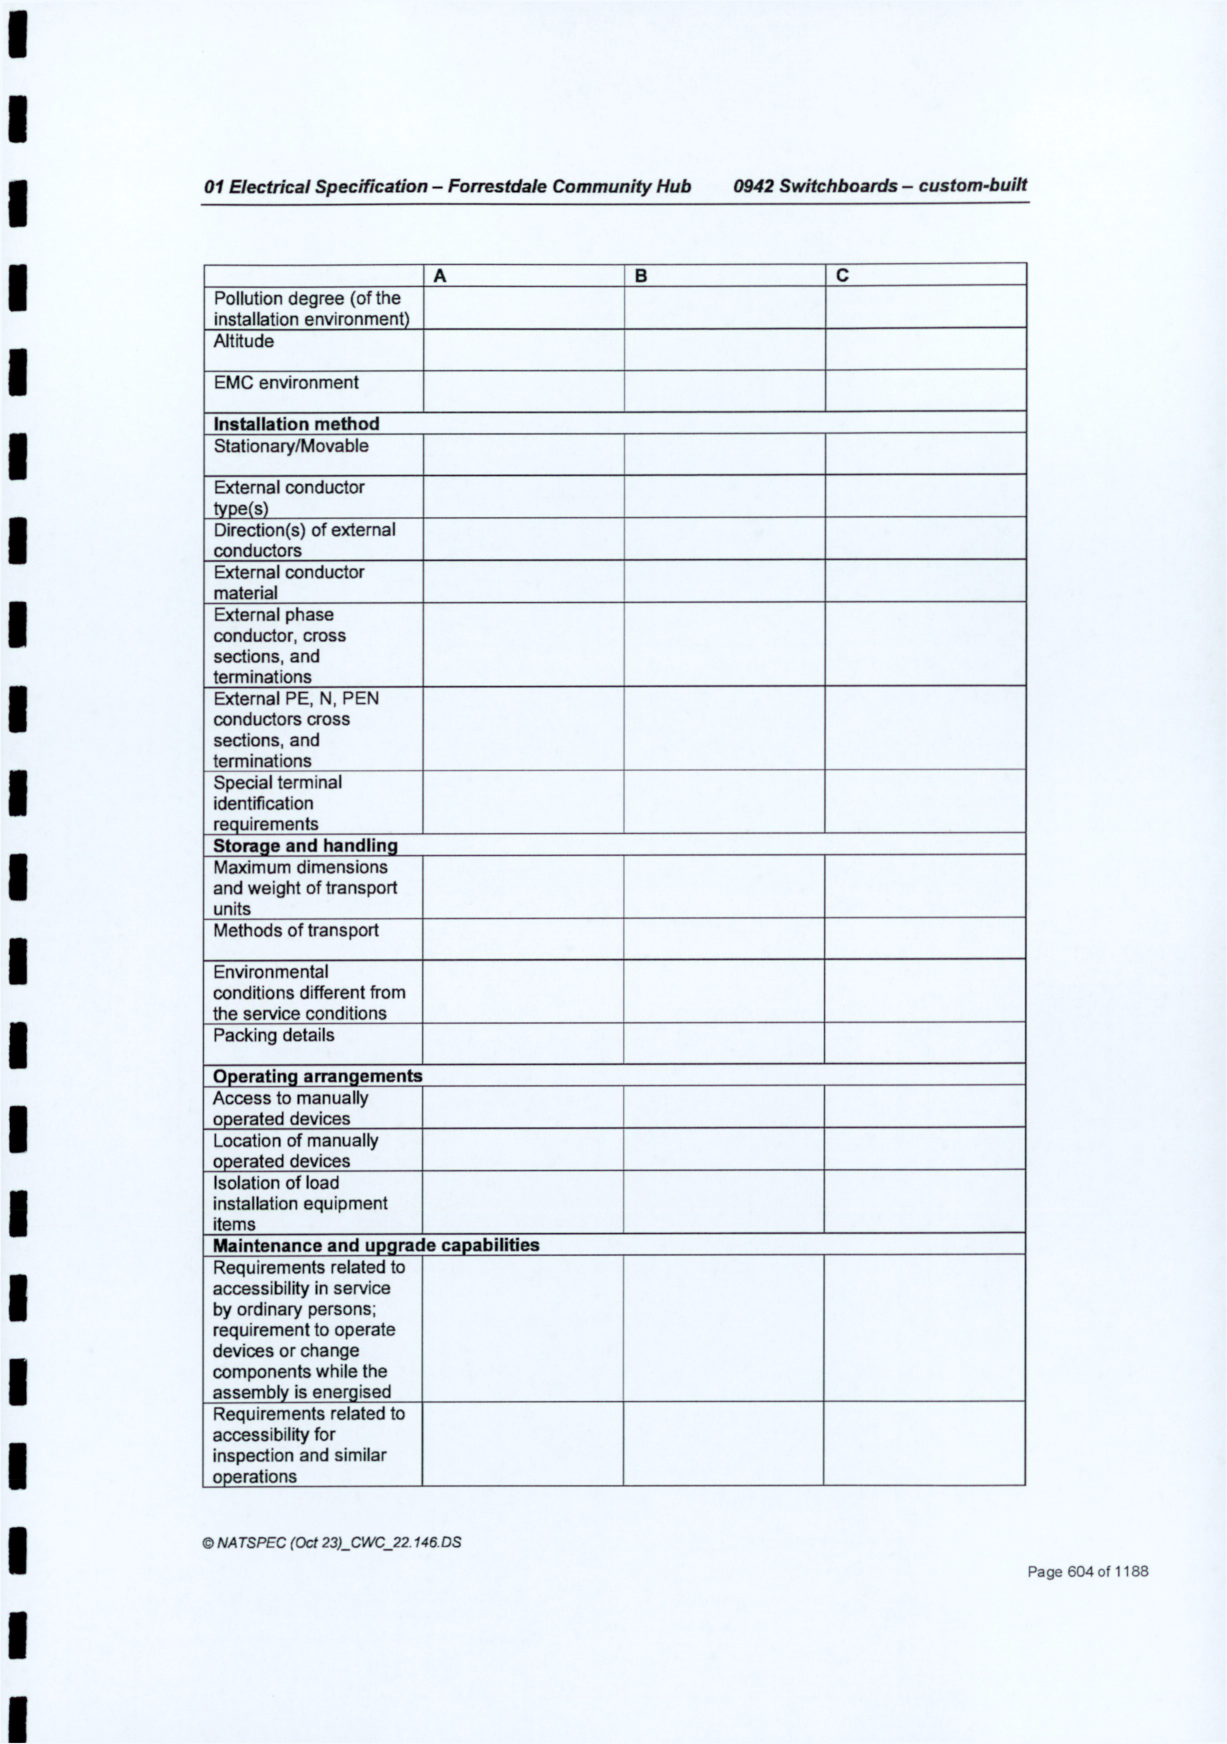 01 Electrical Specification – Forrestdale Community Hub 0942 Switchboards – custom-built
A B C
Pollution degree (of the
installation environment)
Altitude
EMC environment
Installation method
Stationary/Movable
External conductor
type(s)
Direction(s) of external
conductors
External conductor
material
External phase
conductor, cross
sections, and
terminations
External PE, N, PEN
conductors cross
sections, and
terminations
Special terminal
identification
requirements
Storage and handling
Maximum dimensions
and weight of transport
units
Methods of transport
Environmental
conditions different from
the service conditions
Packing details
Operating arrangements
Access to manually
operated devices
Location of manually
operated devices
Isolation of load
installation equipment
items
Maintenance and upgrade capabilities
Requirements related to
accessibility in service
by ordinary persons;
requirement to operate
devices or change
components while the
assembly is energised
Requirements related to
accessibility for
inspection and similar
operations
© NATSPEC (Oct 23)_CWC_22.146.DS
Page 604 of 1188